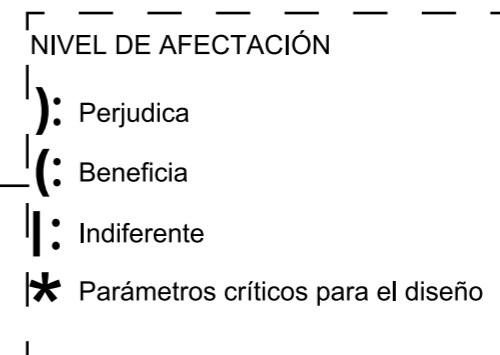 NIVEL DE AFECTACIÓN
): Perjudica
(: Beneficia
|: Indiferente
* Parámetros críticos para el diseño